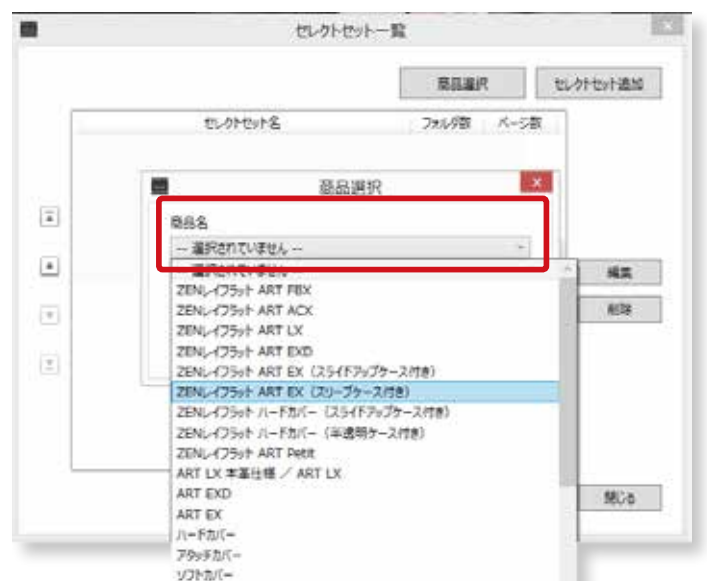 セレクトセット一覧
商品選択 セレクトセット追加
セレクトセット名 フォルダ数 ページ数
商品選択
商品名
-- 選択されていません --
-- 選択されていません --
ZENレイフラット ART FBX
ZENレイフラット ART ACX
ZENレイフラット ART LX
ZENレイフラット ART EXD
ZENレイフラット ART EX（スライドアップケース付き）
ZENレイフラット ART EX（スリーブケース付き）
ZENレイフラット ハードカバー（スライドアップケース付き）
ZENレイフラット ハードカバー（半透明ケース付き）
ZENレイフラット ART Petit
ART LX 本革仕様 ／ ART LX
ART EXD
ART EX
ハードカバー
アタッチカバー
ソフトカバー
編集
削除
閉じる